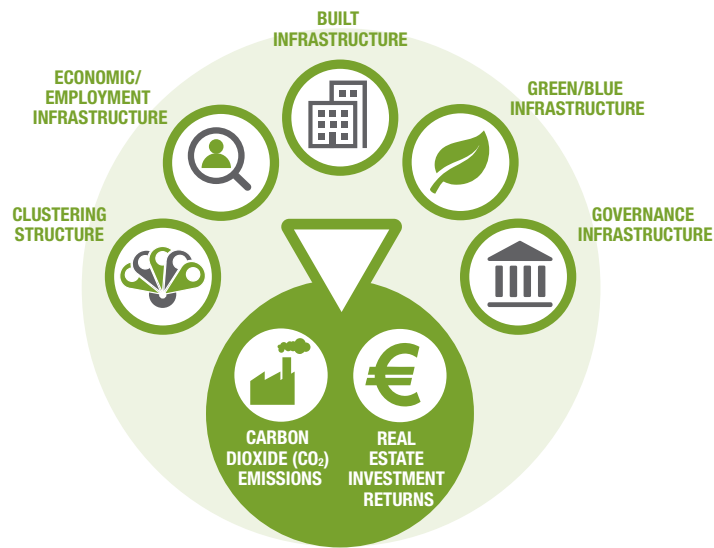 BUILT
INFRASTRUCTURE
ECONOMIC/
EMPLOYMENT
INFRASTRUCTURE
GREEN/BLUE
INFRASTRUCTURE
CLUSTERING
STRUCTURE
GOVERNANCE
INFRASTRUCTURE
CARBON
DIOXIDE (CO₂)
EMISSIONS
REAL
ESTATE
INVESTMENT
RETURNS